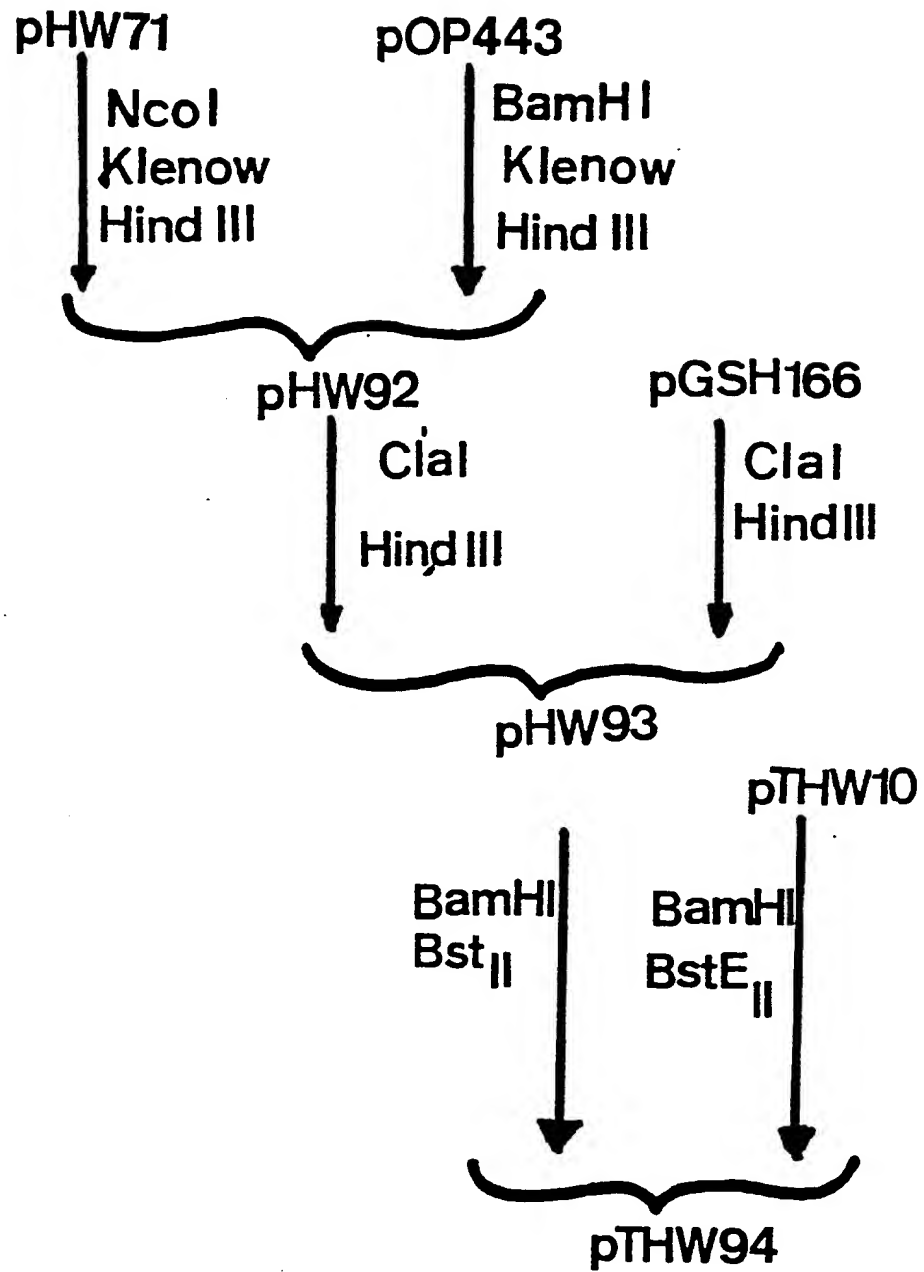 pHW71
pOP443
NcoI
Klenow
Hind III
BamHI
Klenow
Hind III
pHW92
pGSH166
ClaI
Hind III
ClaI
HindIII
pHW93
pTHW10
BamHI
BstII
BamHI
BstEII
pTHW94